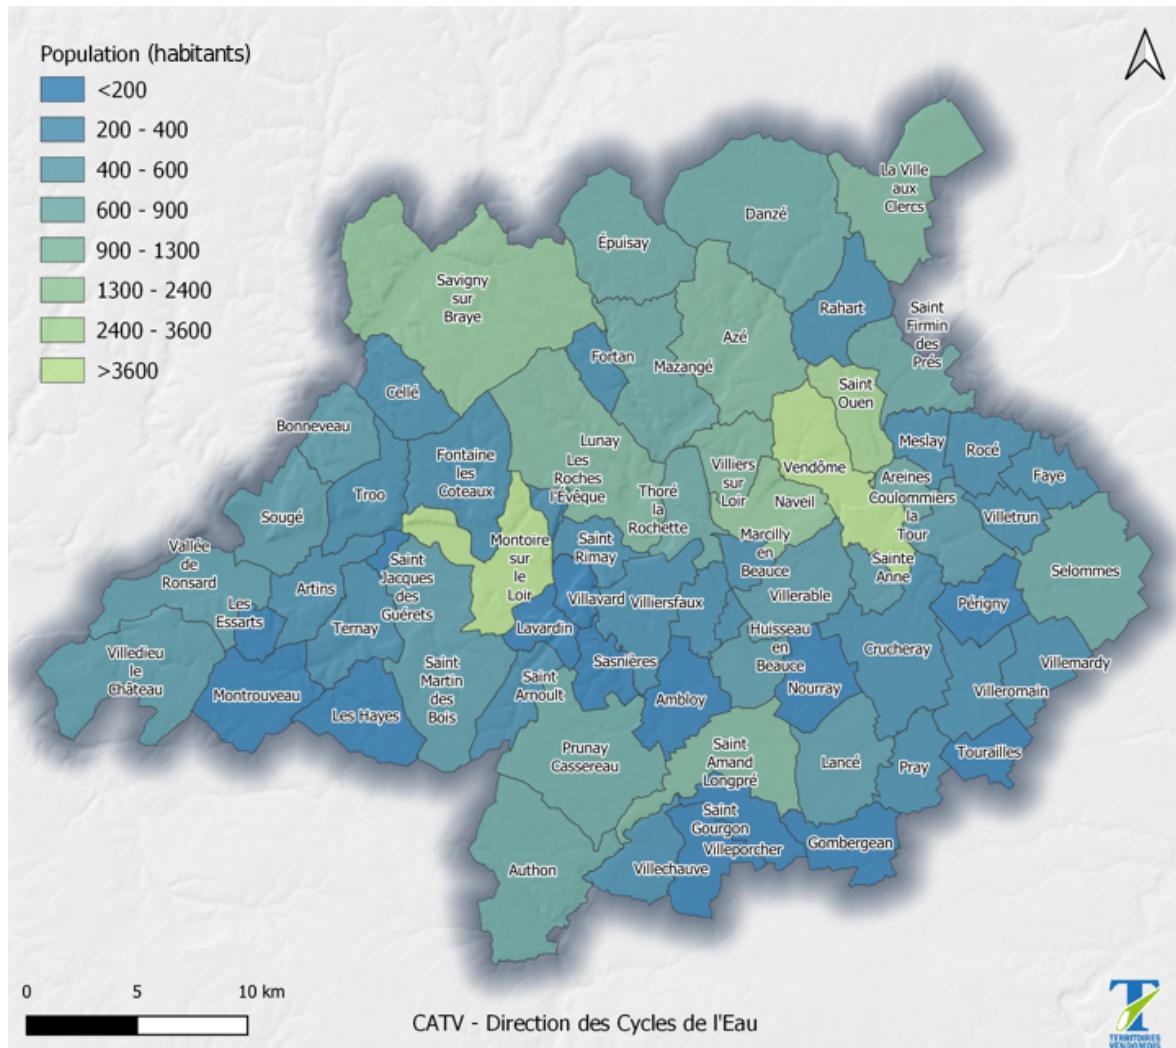 Population (habitants)
<200
200 - 400
400 - 600
600 - 900
900 - 1300
1300 - 2400
2400 - 3600
>3600
La Ville
aux
Clercs
Danzé
Épuisay
Savigny
sur
Braye
Rahart
Saint
Firmin
des
Prés
Azé
Fortan
Mazangé
Cellé
Saint
Ouen
Bonneveau
Lunay
Meslay
Rocé
Fontaine
les
Coteaux
Les
Roches
l'Évêque
Villiers
sur
Loir
Vendôme
Areines
Faye
Troo
Thoré
la
Rochette
Naveil
Coulommiers
la
Tour
Villetrun
Sougé
Montoire
sur
le
Loir
Saint
Rimay
Marcilly
en
Beauce
Sainte
Anne
Selommes
Vallée
de
Ronsard
Saint
Jacques
des
Guérets
Artins
Les
Essarts
Villavard
Villiersfaux
Villerable
Périgny
Ternay
Lavardin
Huisseau
en
Beauce
Crucheray
Villedieu
le
Château
Saint
Martin
des
Bois
Sasnières
Villemardy
Montrouveau
Saint
Arnoult
Ambloy
Nourray
Villeromain
Les Hayes
Prunay
Cassereau
Saint
Amand
Longpré
Lancé
Pray
Tourailles
Saint
Gourgon
Villeporcher
Gombergean
Authon
Villechauve
0 5 10 km
CATV - Direction des Cycles de l'Eau
TERRITOIRES
VENDOMOIS